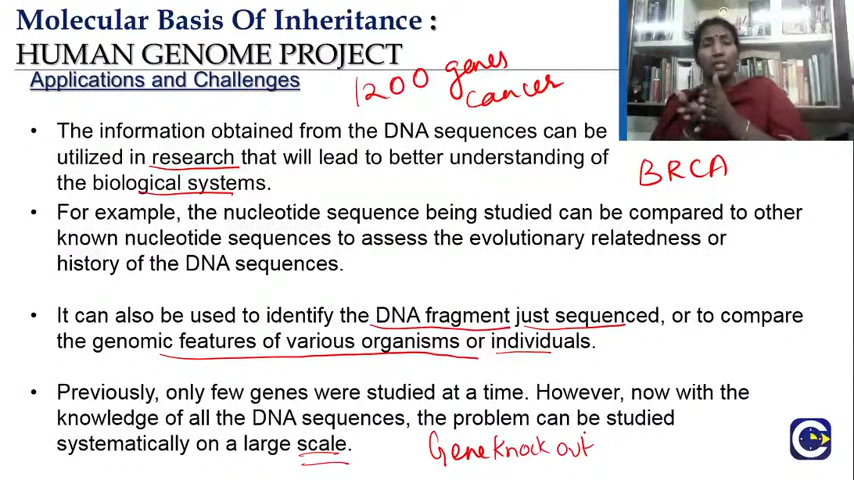 Molecular Basis Of Inheritance :
HUMAN GENOME PROJECT
Applications and Challenges
1200 genes
cancer
• The information obtained from the DNA sequences can be
utilized in research that will lead to better understanding of
the biological systems.
BRCA
• For example, the nucleotide sequence being studied can be compared to other
known nucleotide sequences to assess the evolutionary relatedness or
history of the DNA sequences.
• It can also be used to identify the DNA fragment just sequenced, or to compare
the genomic features of various organisms or individuals.
• Previously, only few genes were studied at a time. However, now with the
knowledge of all the DNA sequences, the problem can be studied
systematically on a large scale.
Gene knock out